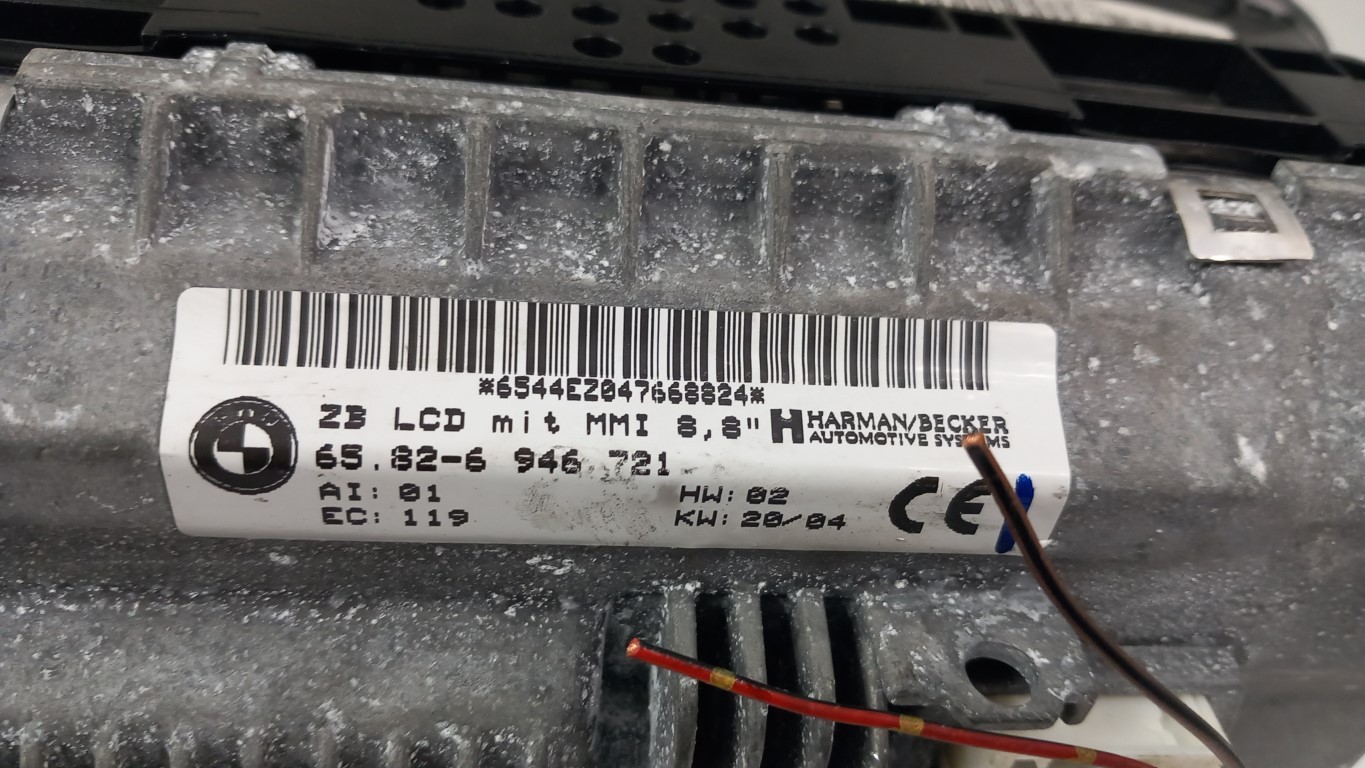 *6544EZ047668824*
ZB LCD mit MMI 8,8" HARMAN/BECKER
AUTOMOTIVE SYSTEMS
65.82-6 946 721
AI: 01 HW: 02
EC: 119 KW: 20/04
CE